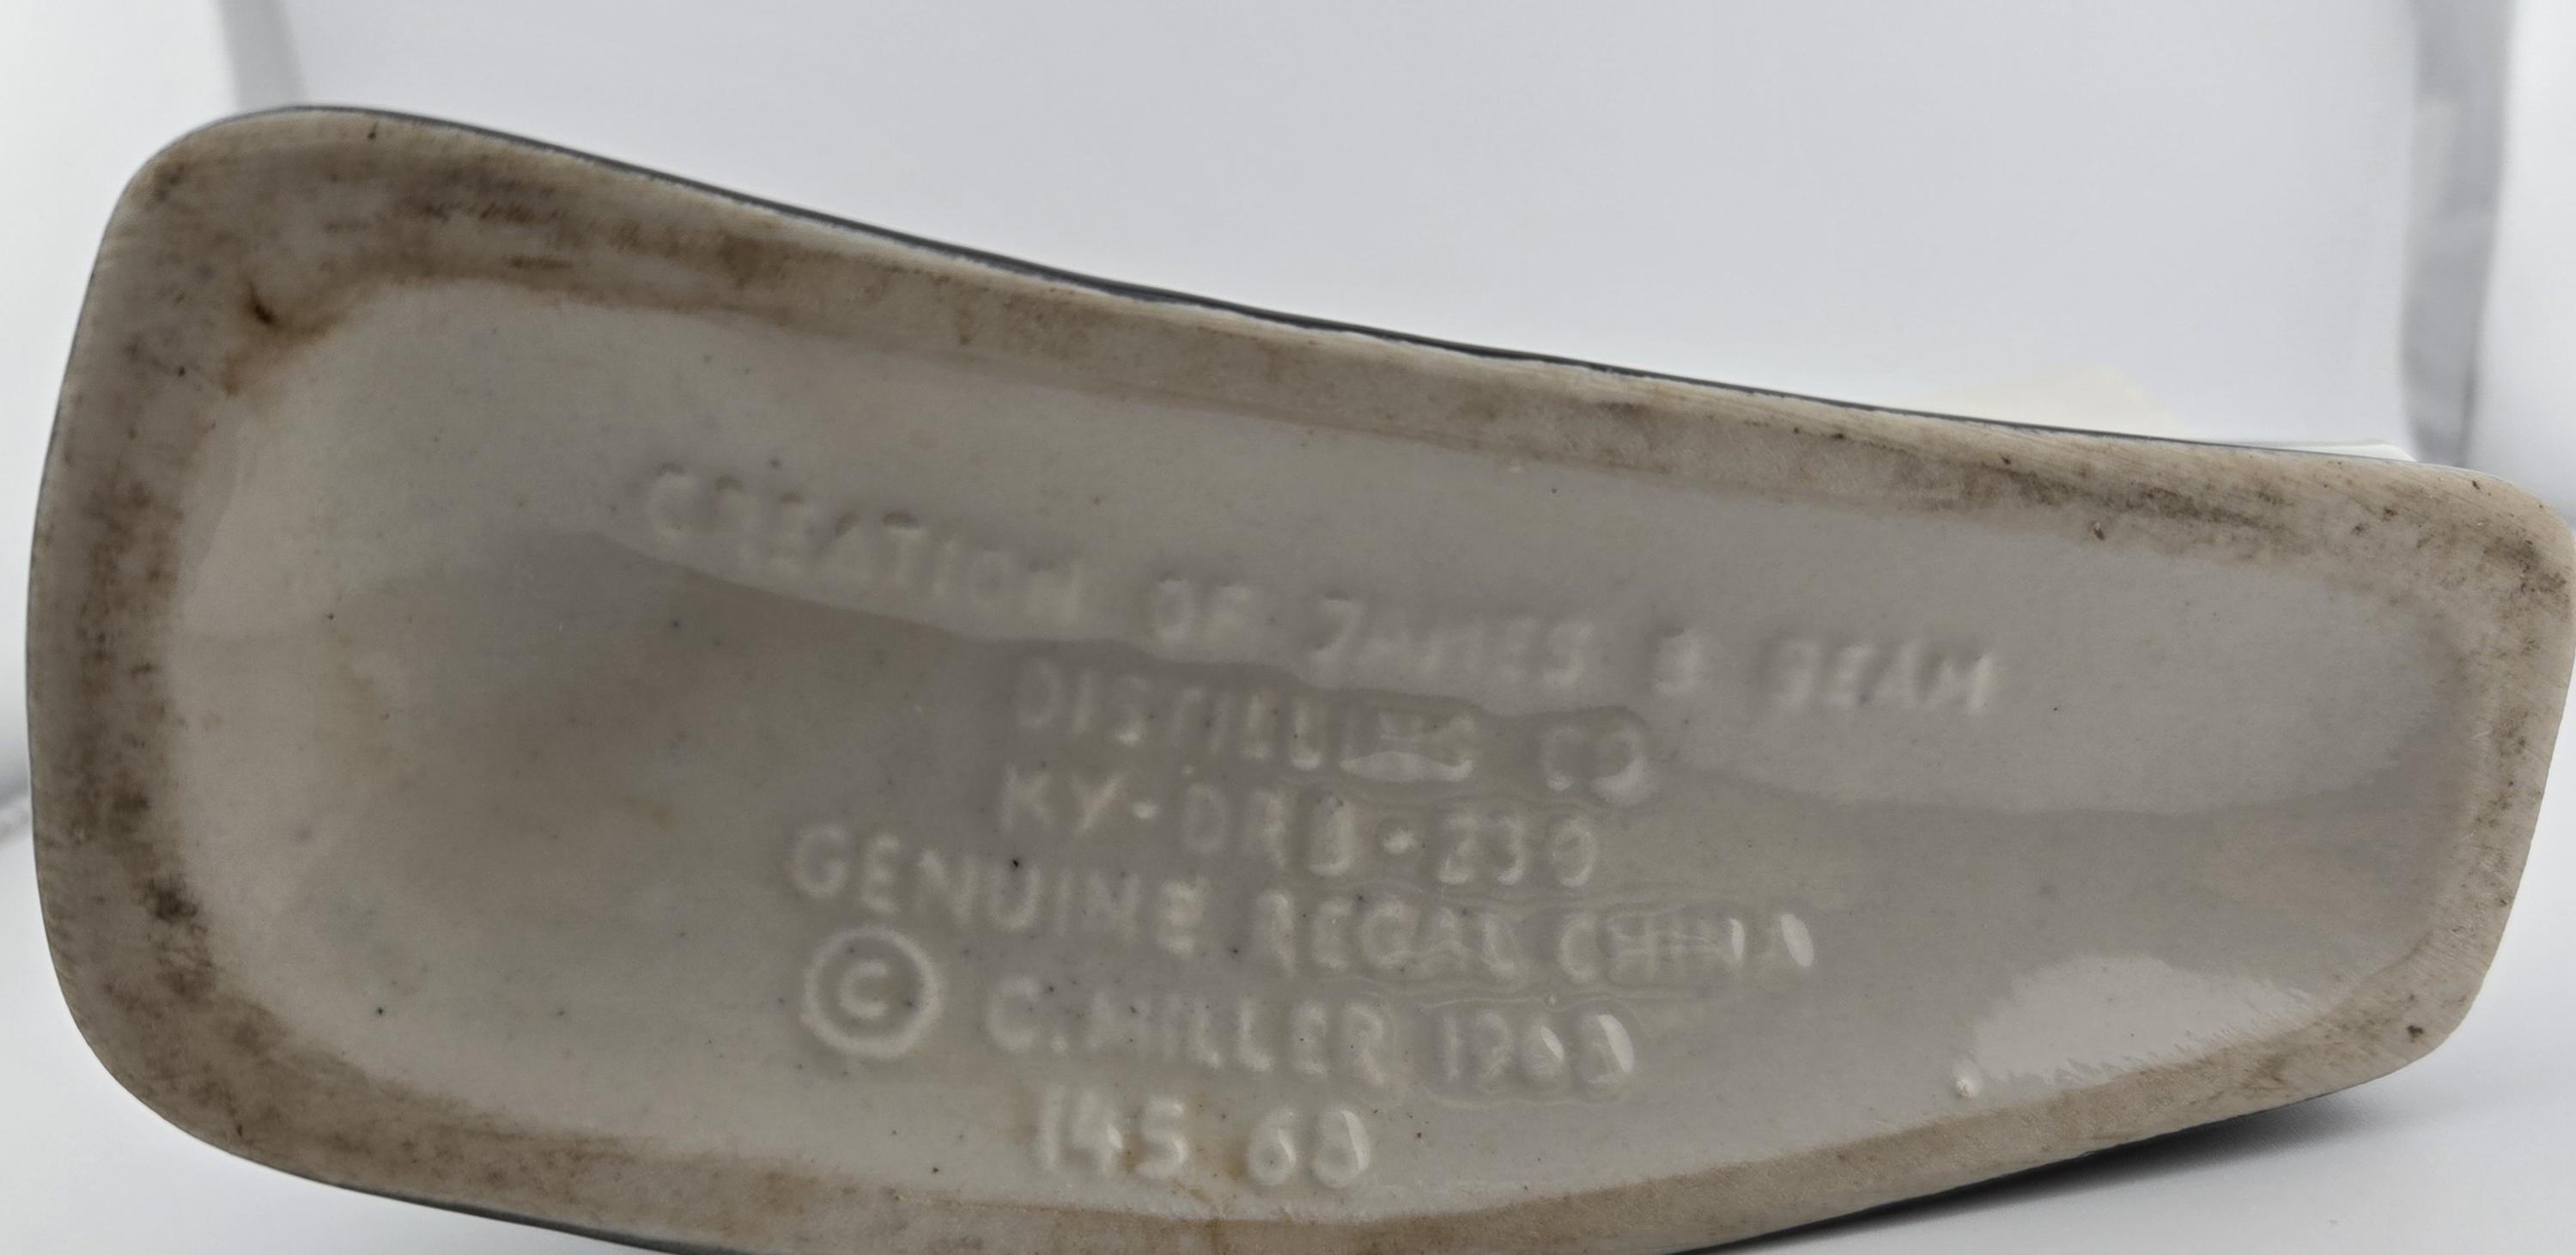 CREATION OF JAMES B BEAM
DISTILLING CO
KY-DRB-230
GENUINE REGAL CHINA
© C. MILLER 1968
145 68